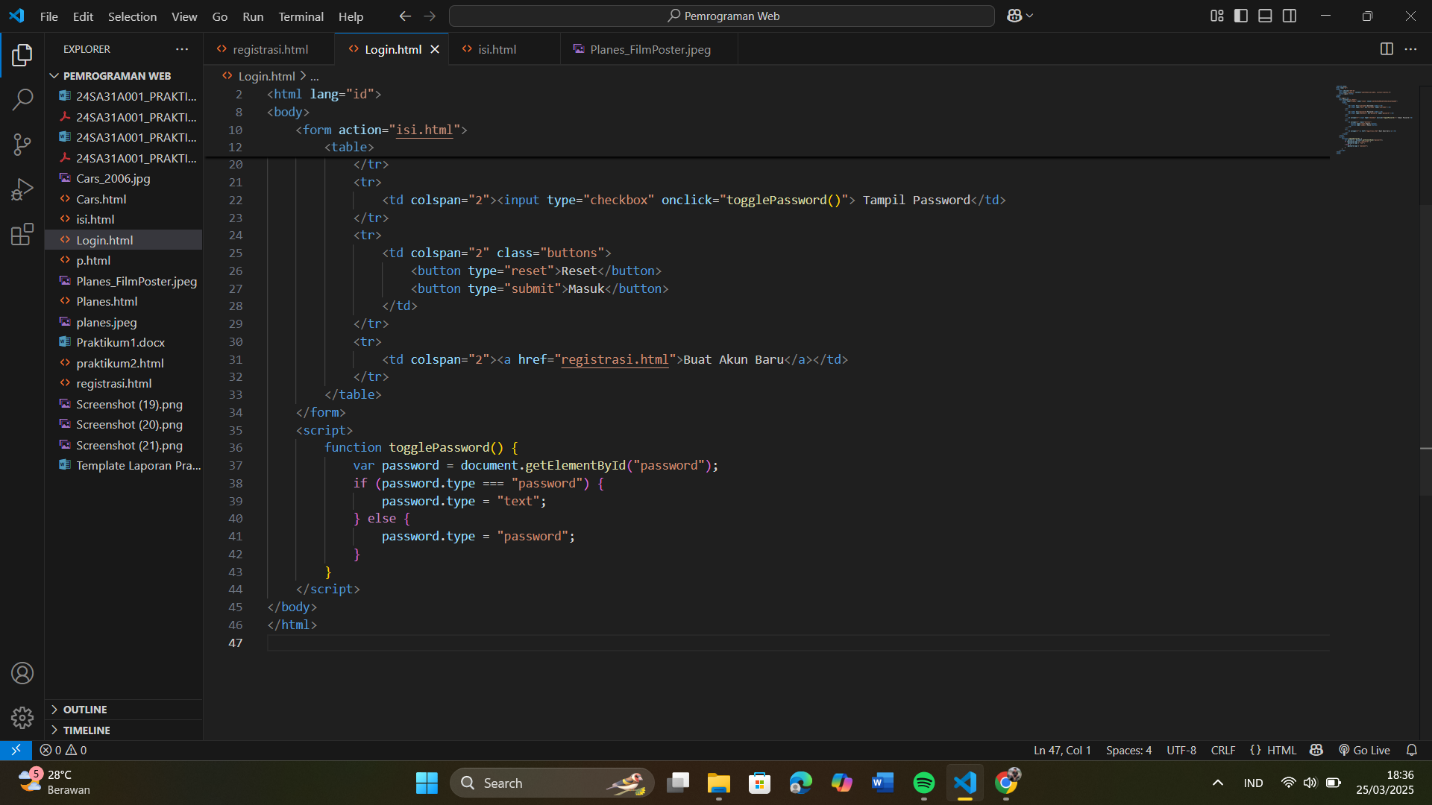 File Edit Selection View Go Run Terminal Help
Pemrograman Web
EXPLORER
PEMROGRAMAN WEB
24SA31A001_PRAKTI...
24SA31A001_PRAKTI...
24SA31A001_PRAKTI...
24SA31A001_PRAKTI...
Cars_2006.jpg
Cars.html
isi.html
Login.html
p.html
Planes_FilmPoster.jpeg
Planes.html
planes.jpeg
Praktikum1.docx
praktikum2.html
registrasi.html
Screenshot (19).png
Screenshot (20).png
Screenshot (21).png
Template Laporan Pra...
OUTLINE
TIMELINE
registrasi.html Login.html isi.html Planes_FilmPoster.jpeg
Login.html > ...
2 <html lang="id">
8 <body>
10 <form action="isi.html">
12 <table>
20 </tr>
21 <tr>
22 <td colspan="2"><input type="checkbox" onclick="togglePassword()"> Tampil Password</td>
23 </tr>
24 <tr>
25 <td colspan="2" class="buttons">
26 <button type="reset">Reset</button>
27 <button type="submit">Masuk</button>
28 </td>
29 </tr>
30 <tr>
31 <td colspan="2"><a href="registrasi.html">Buat Akun Baru</a></td>
32 </tr>
33 </table>
34 </form>
35 <script>
36 function togglePassword() {
37 var password = document.getElementById("password");
38 if (password.type === "password") {
39 password.type = "text";
40 } else {
41 password.type = "password";
42 }
43 }
44 </script>
45 </body>
46 </html>
47
0 0
Ln 47, Col 1 Spaces: 4 UTF-8 CRLF {} HTML Go Live
5
28°C
Berawan
Search
IND
18:36
25/03/2025